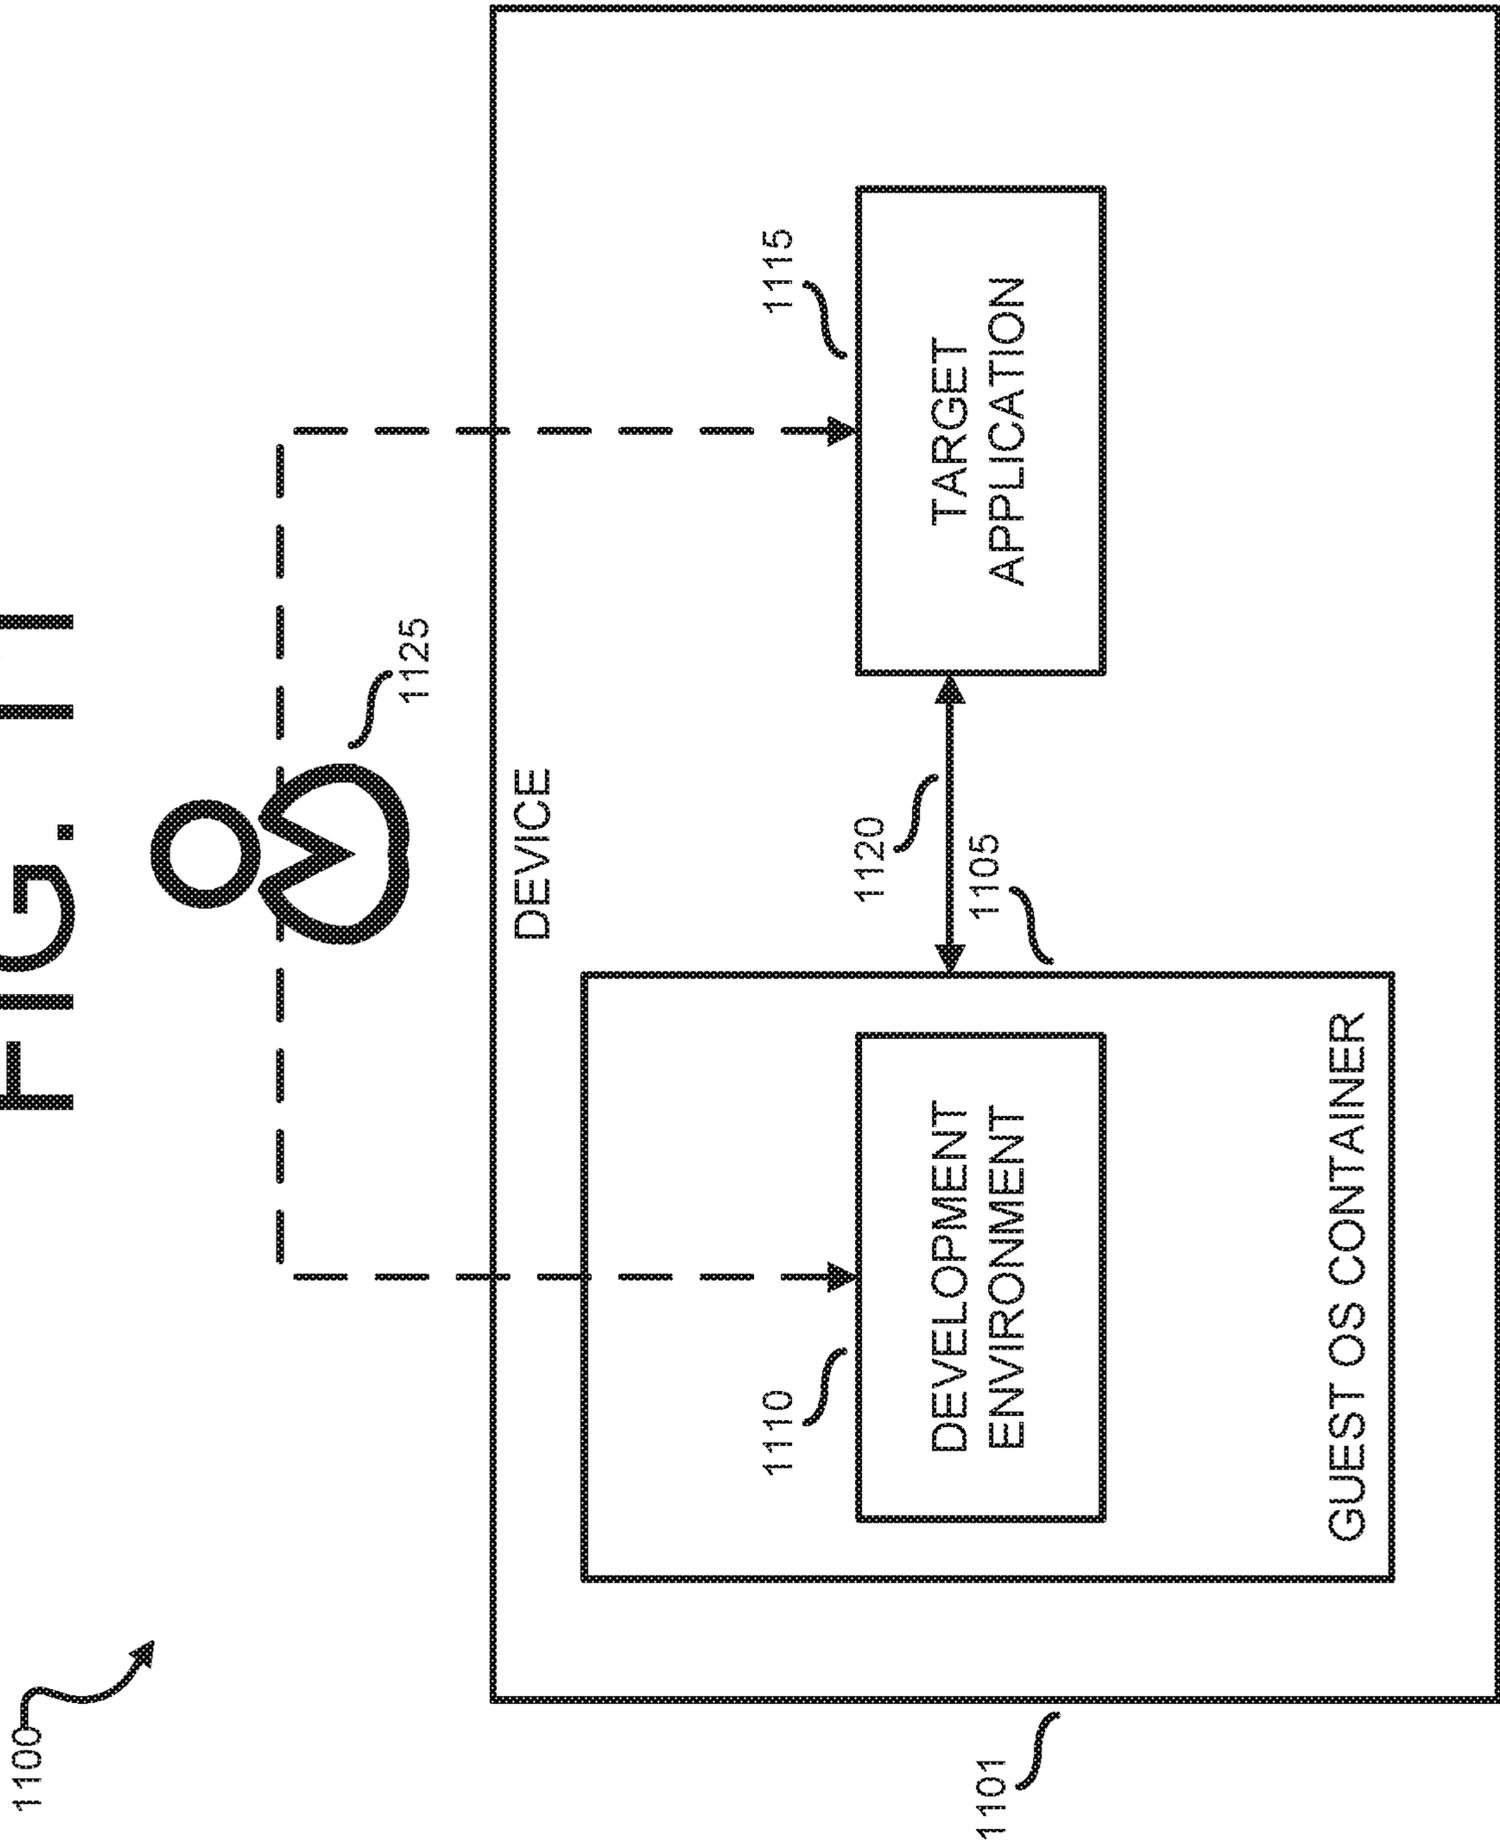 FIG. 11
1100
1125
DEVICE
1101
1110
DEVELOPMENT
ENVIRONMENT
GUEST OS CONTAINER
1105
1120
1115
TARGET
APPLICATION